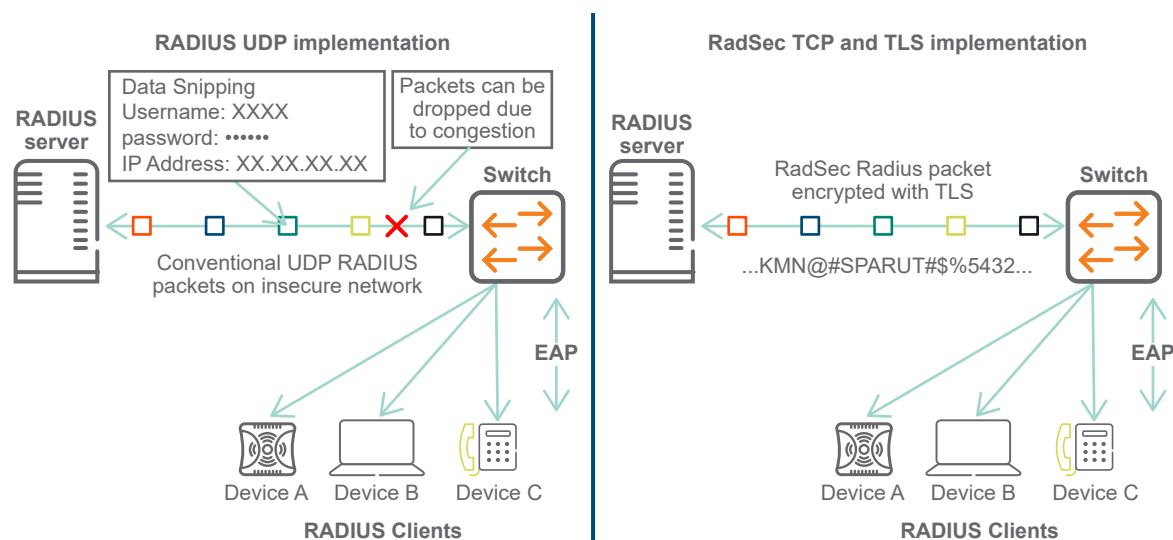 RADIUS UDP implementation
Data Snipping
Username: XXXX
password: ••••••
IP Address: XX.XX.XX.XX
Packets can be
dropped due
to congestion
RADIUS
server
Switch
Conventional UDP RADIUS
packets on insecure network
EAP
Device A
Device B
Device C
RADIUS Clients
RadSec TCP and TLS implementation
RADIUS
server
RadSec Radius packet
encrypted with TLS
Switch
...KMN@#SPARUT#$%5432...
EAP
Device A
Device B
Device C
RADIUS Clients